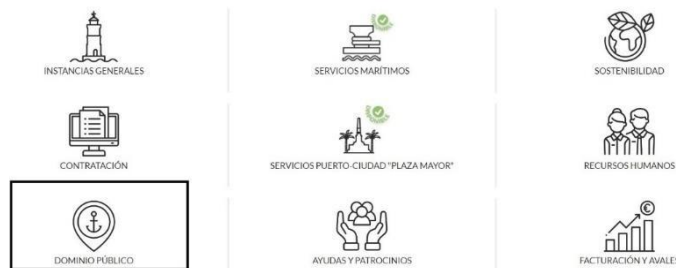 INSTANCIAS GENERALES
SERVICIOS MARÍTIMOS
SOSTENIBILIDAD
CONTRATACIÓN
SERVICIOS PUERTO-CIUDAD "PLAZA MAYOR"
RECURSOS HUMANOS
DOMINIO PÚBLICO
AYUDAS Y PATROCINIOS
FACTURACIÓN Y AVALES